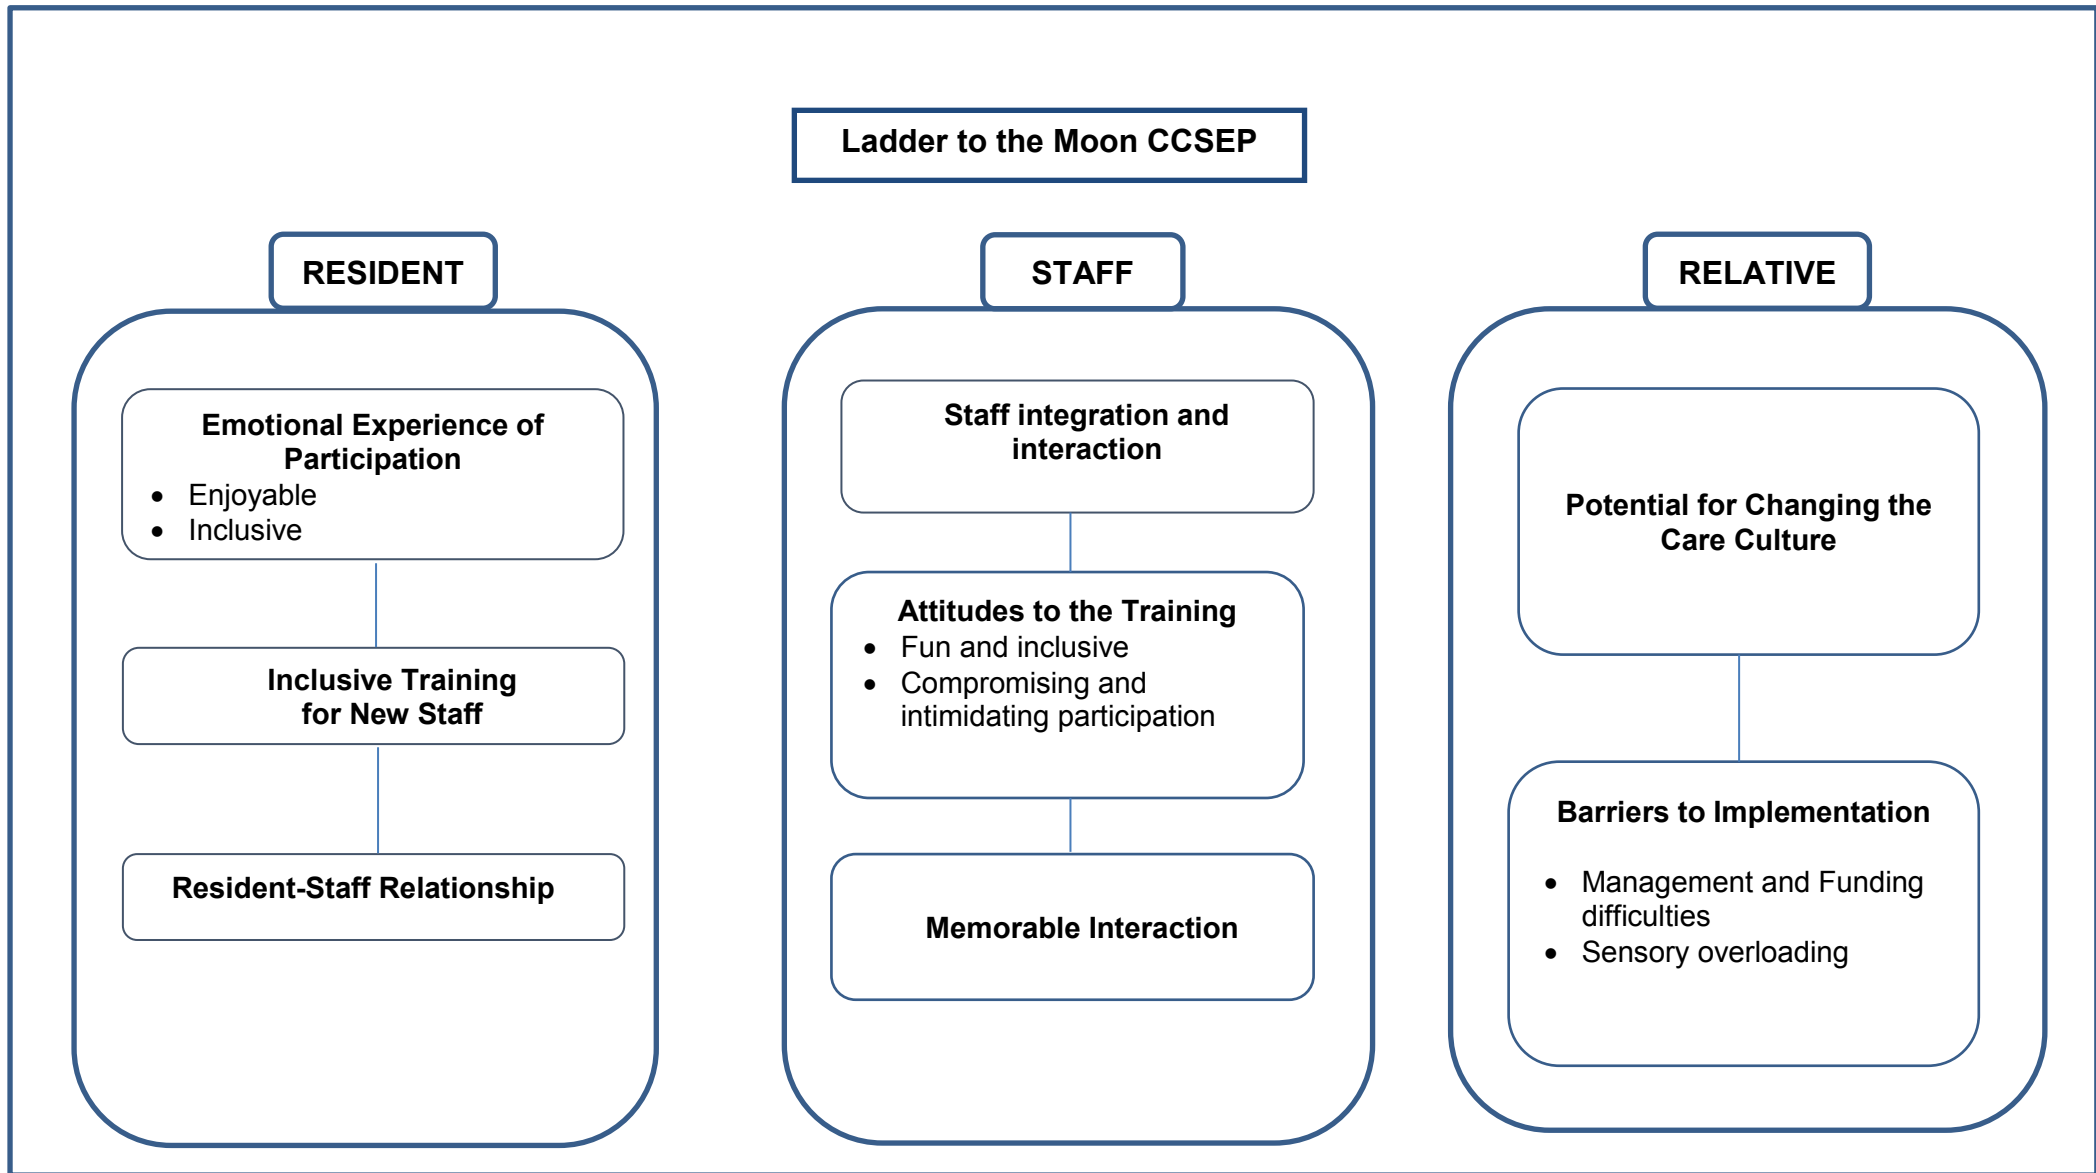 Ladder to the Moon CCSEP
RESIDENT
Emotional Experience of
Participation
• Enjoyable
• Inclusive
Inclusive Training
for New Staff
Resident-Staff Relationship
STAFF
Staff integration and
interaction
Attitudes to the Training
• Fun and inclusive
• Compromising and
intimidating participation
Memorable Interaction
RELATIVE
Potential for Changing the
Care Culture
Barriers to Implementation
• Management and Funding
difficulties
• Sensory overloading